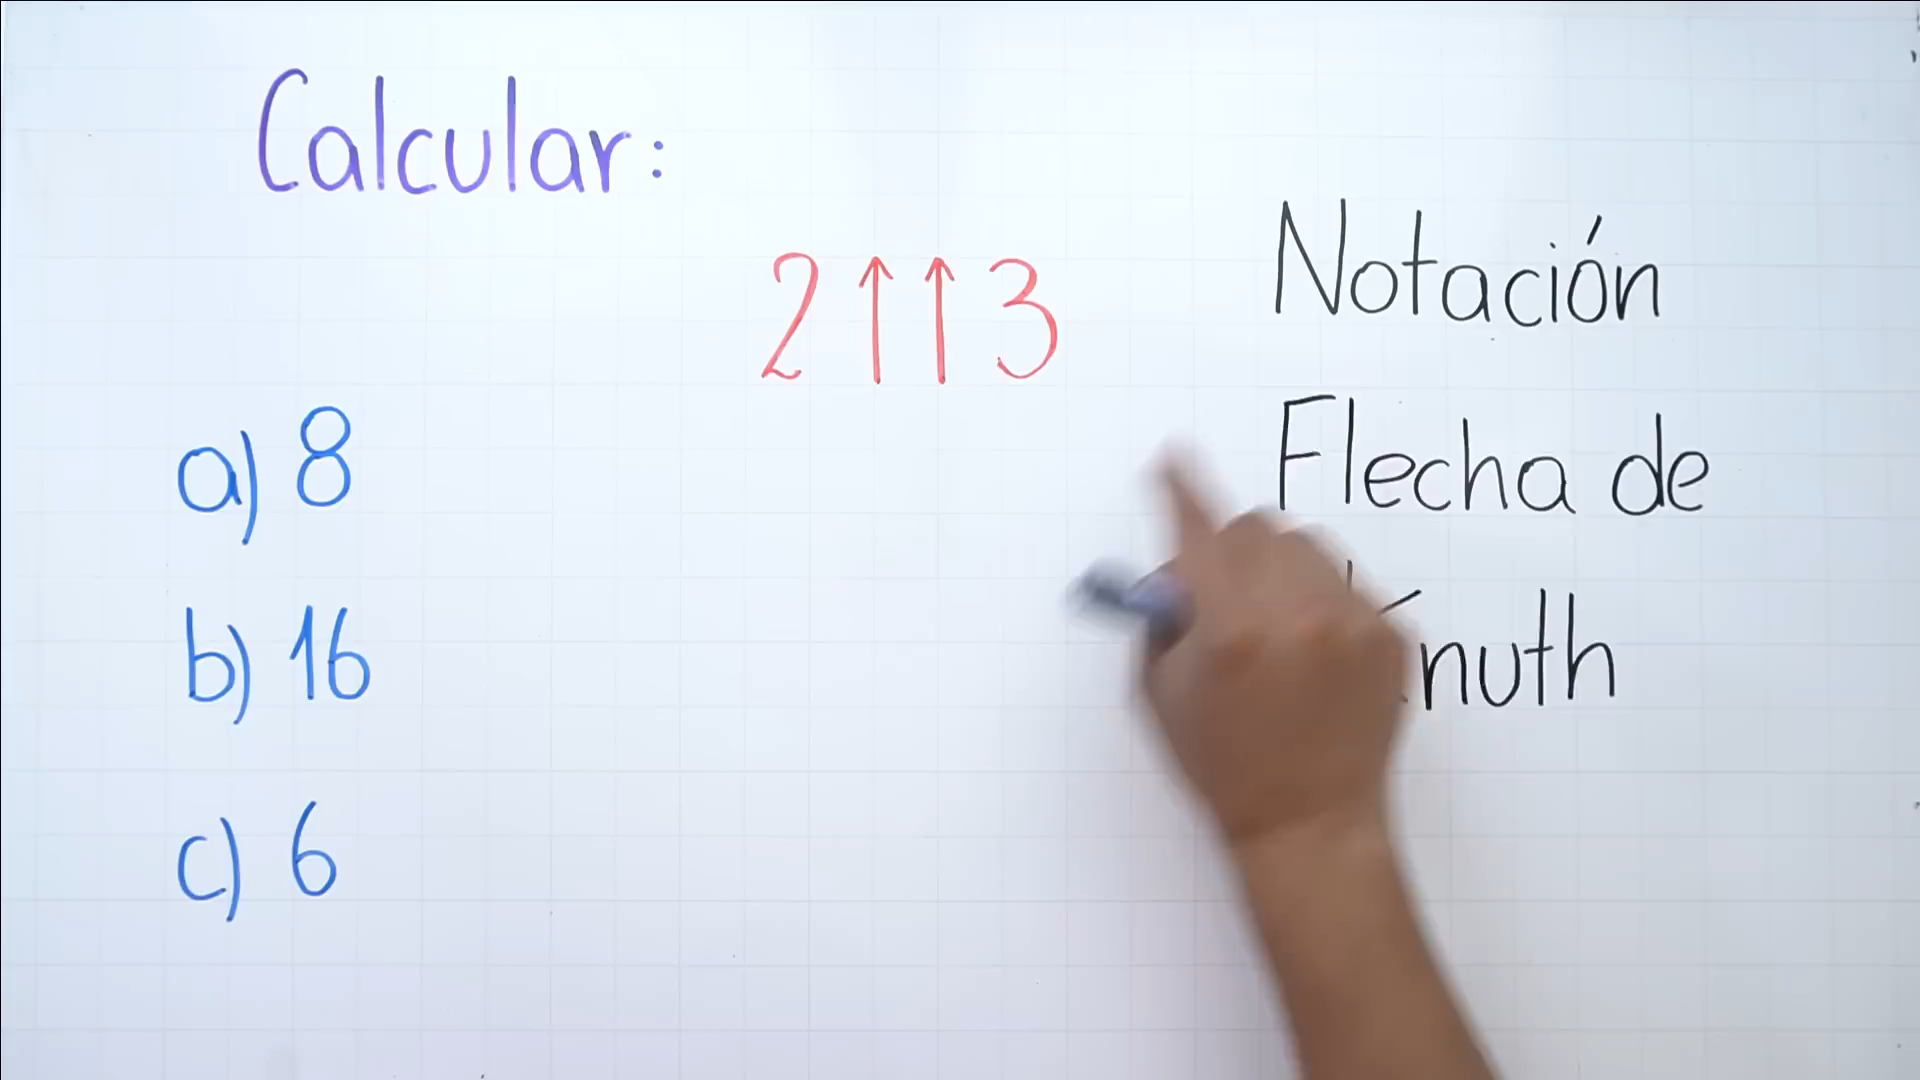 Calcular:
2↑↑3
a) 8
b) 16
c) 6
Notación
Flecha de